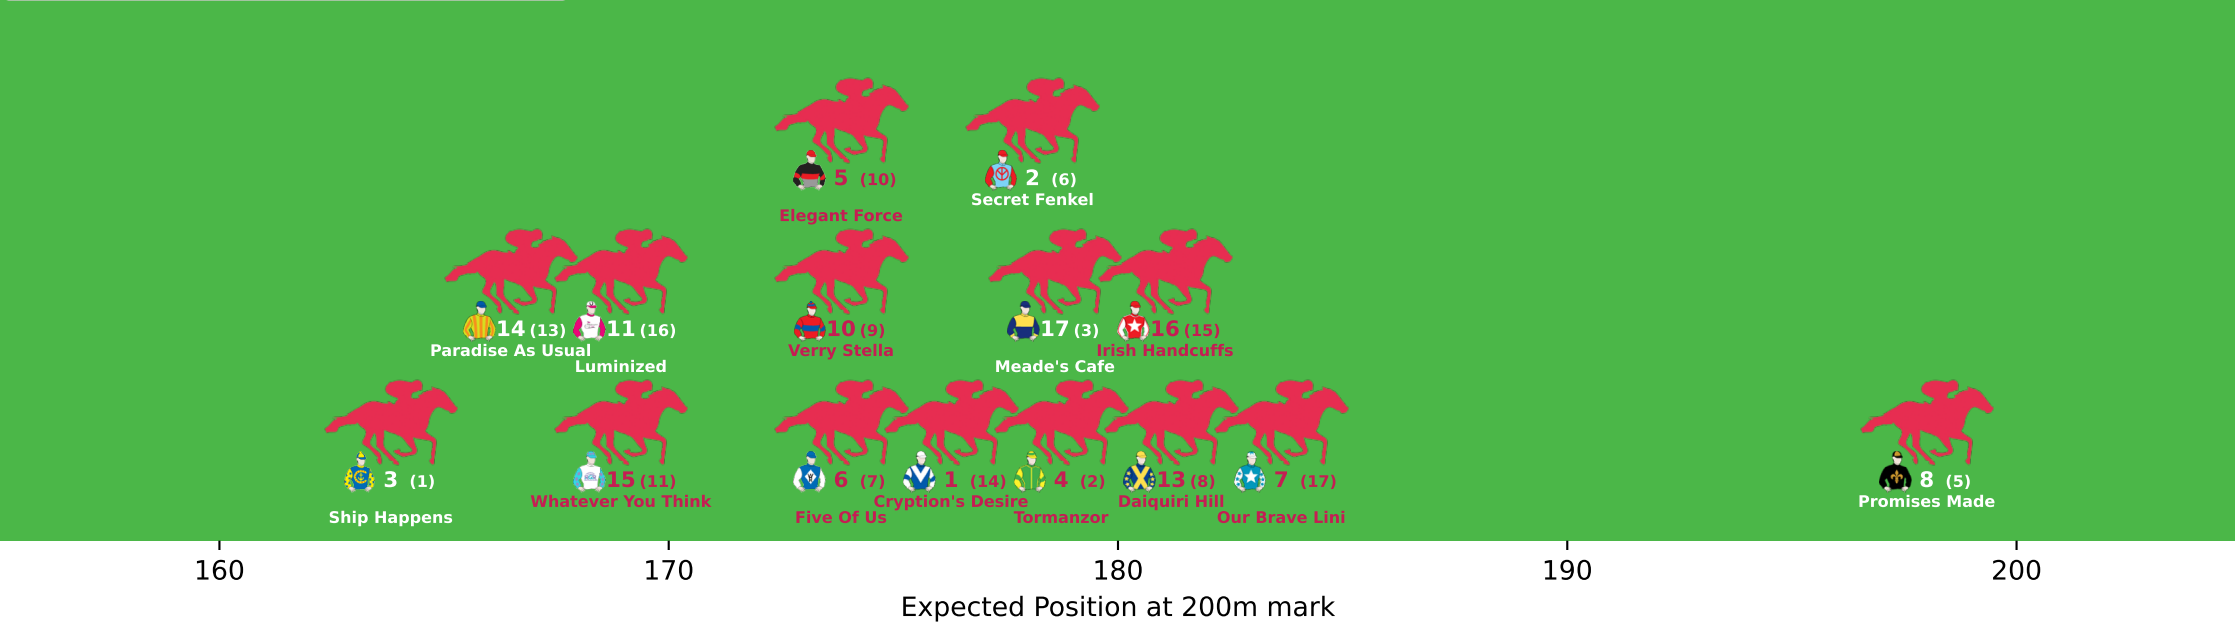 5 (10)
Elegant Force
2 (6)
Secret Fenkel
14 (13)
Paradise As Usual
11 (16)
Luminized
10 (9)
Verry Stella
17 (3)
Meade's Cafe
16 (15)
Irish Handcuffs
3 (1)
Ship Happens
15 (11)
Whatever You Think
6 (7)
Five Of Us
1 (14)
Cryption's Desire
4 (2)
Tormanzor
13 (8)
Daiquiri Hill
7 (17)
Our Brave Lini
8 (5)
Promises Made
160 170 180 190 200
Expected Position at 200m mark